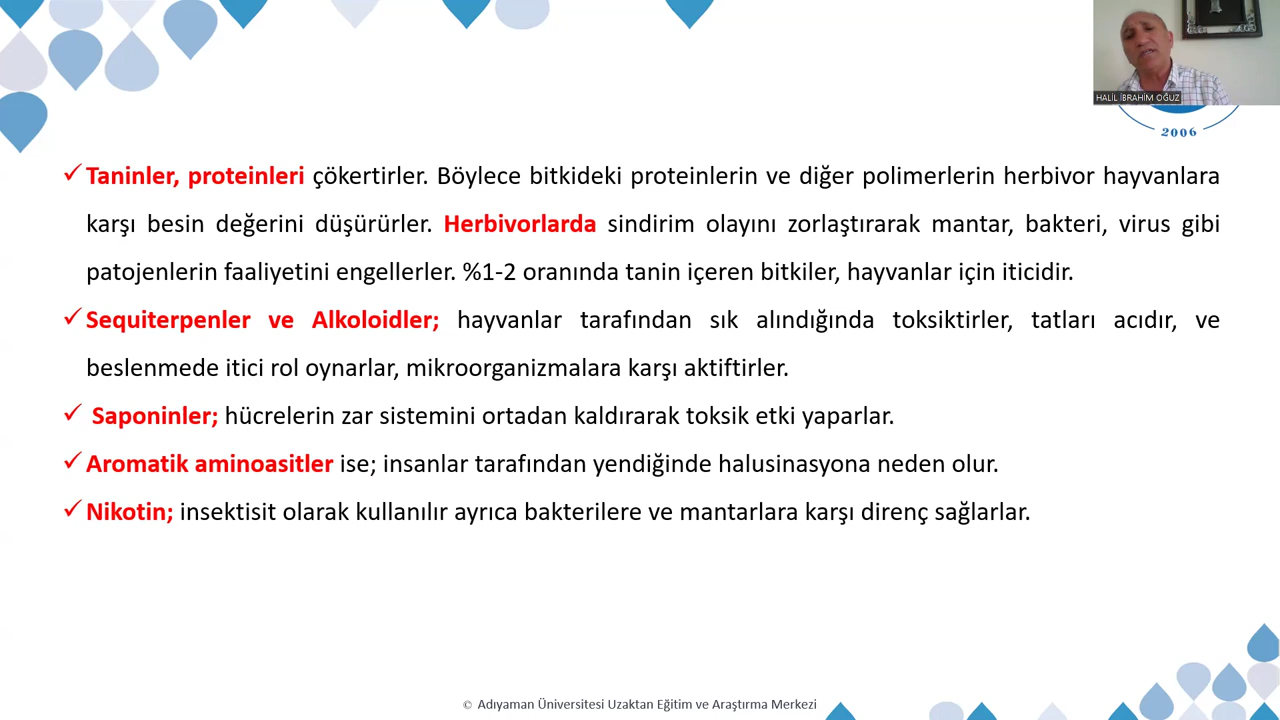 HALİL İBRAHİM OĞUZ
2006
✓ Taninler, proteinleri çökertirler. Böylece bitkideki proteinlerin ve diğer polimerlerin herbivor hayvanlara
karşı besin değerini düşürürler. Herbivorlarda sindirim olayını zorlaştırarak mantar, bakteri, virus gibi
patojenlerin faaliyetini engellerler. %1-2 oranında tanin içeren bitkiler, hayvanlar için iticidir.
✓ Sequiterpenler ve Alkoloidler; hayvanlar tarafından sık alındığında toksiktirler, tatları acıdır, ve
beslenmede itici rol oynarlar, mikroorganizmalara karşı aktiftirler.
✓ Saponinler; hücrelerin zar sistemini ortadan kaldırarak toksik etki yaparlar.
✓ Aromatik aminoasitler ise; insanlar tarafından yendiğinde halusinasyona neden olur.
✓ Nikotin; insektisit olarak kullanılır ayrıca bakterilere ve mantarlara karşı direnç sağlarlar.
© Adıyaman Üniversitesi Uzaktan Eğitim ve Araştırma Merkezi